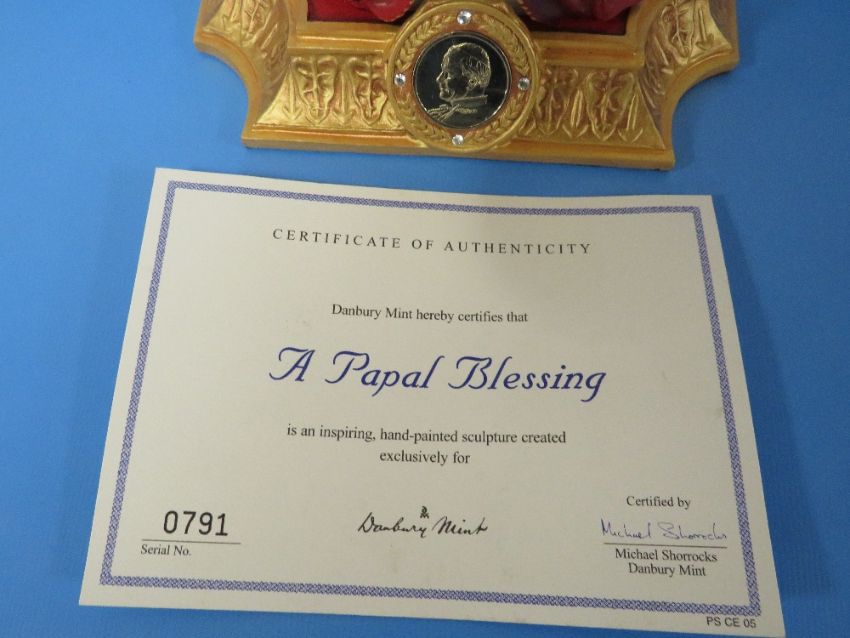 CERTIFICATE OF AUTHENTICITY
Danbury Mint hereby certifies that
A Papal Blessing
is an inspiring, hand-painted sculpture created
exclusively for
Danbury Mint
0791
Serial No.
Certified by
Michael Shorrocks
Michael Shorrocks
Danbury Mint
PS CE 05